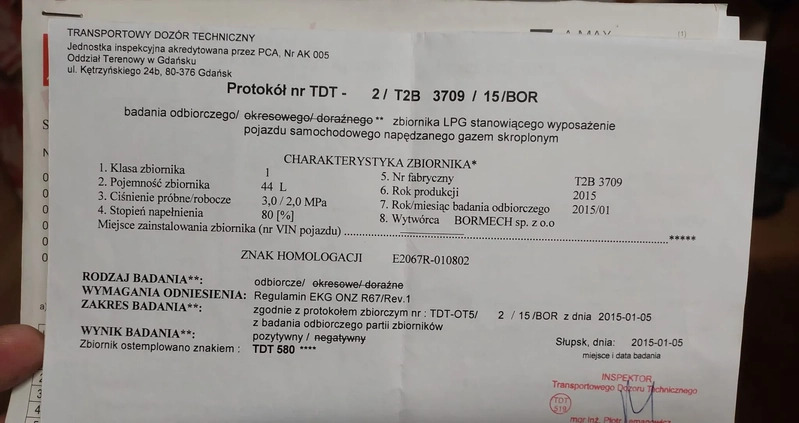 TRANSPORTOWY DOZÓR TECHNICZNY
Jednostka inspekcyjna akredytowana przez PCA, Nr AK 005
Oddział Terenowy w Gdańsku
ul. Kętrzyńskiego 24b, 80-376 Gdańsk
Protokół nr TDT - 2 / T2B 3709 / 15/BOR
badania odbiorczego/ okresowego/ doraźnego ** zbiornika LPG stanowiącego wyposażenie
pojazdu samochodowego napędzanego gazem skroplonym
CHARAKTERYSTYKA ZBIORNIKA*
1. Klasa zbiornika 1
2. Pojemność zbiornika 44 L
3. Ciśnienie próbne/robocze 3,0 / 2,0 MPa
4. Stopień napełnienia 80 [%]
5. Nr fabryczny T2B 3709
6. Rok produkcji 2015
7. Rok/miesiąc badania odbiorczego 2015/01
8. Wytwórca BORMECH sp. z o.o
Miejsce zainstalowania zbiornika (nr VIN pojazdu) ..... *****
ZNAK HOMOLOGACJI E2067R-010802
RODZAJ BADANIA**: odbiorcze/ okresowe/ doraźne
WYMAGANIA ODNIESIENIA: Regulamin EKG ONZ R67/Rev.1
ZAKRES BADANIA**: zgodnie z protokołem zbiorczym nr : TDT-OT5/ 2 / 15/BOR z dnia 2015-01-05
z badania odbiorczego partii zbiorników
WYNIK BADANIA**: pozytywny / negatywny
Zbiornik ostemplowano znakiem : TDT 580 ****
Słupsk, dnia: 2015-01-05
miejsce i data badania
INSPEKTOR
Transportowego Dozoru Technicznego
TDT
mgr inż. Piotr